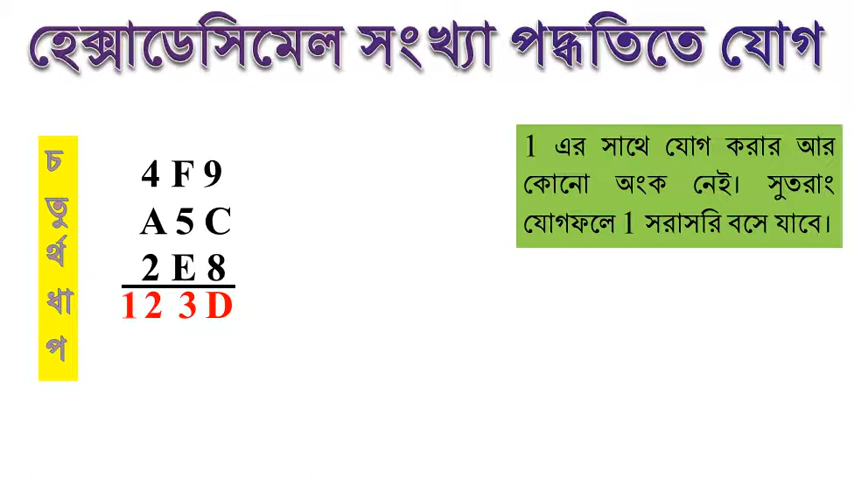 হেক্সাডেসিমেল সংখ্যা পদ্ধতিতে যোগ
চ
তু
র্থ
ধা
প
4 F 9
A 5 C
2 E 8
1 2 3 D
1 এর সাথে যোগ করার আর
কোনো অংক নেই। সুতরাং
যোগফলে 1 সরাসরি বসে যাবে।